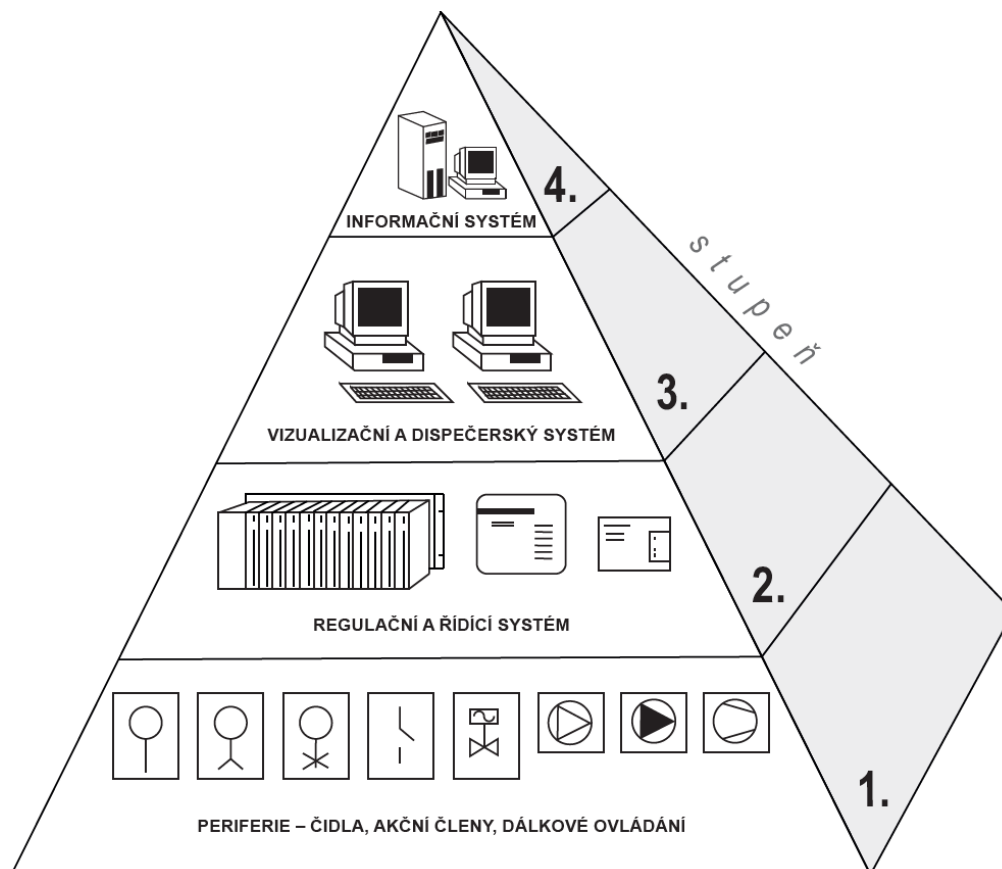 4.
INFORMAČNÍ SYSTÉM
stupeň
3.
VIZUALIZAČNÍ A DISPEČERSKÝ SYSTÉM
2.
REGULAČNÍ A ŘÍDÍCÍ SYSTÉM
1.
PERIFERIE – ČIDLA, AKČNÍ ČLENY, DÁLKOVÉ OVLÁDÁNÍ